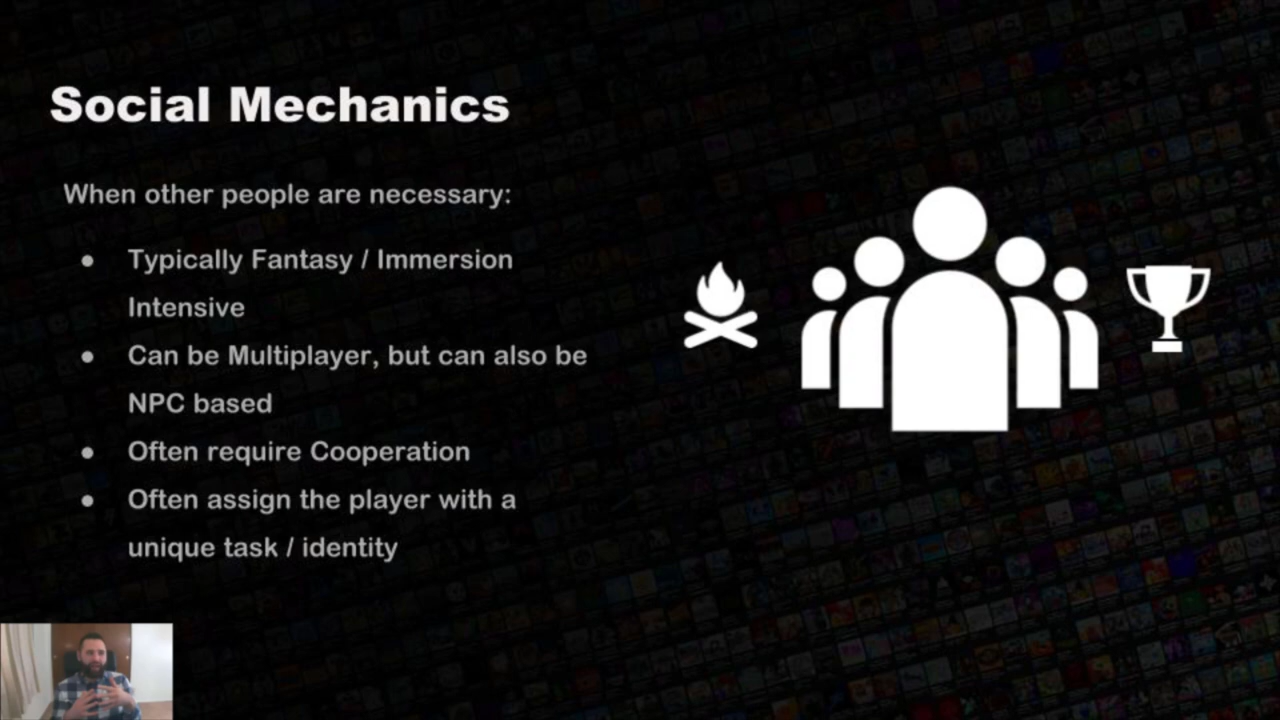 Social Mechanics
When other people are necessary:
● Typically Fantasy / Immersion
Intensive
● Can be Multiplayer, but can also be
NPC based
● Often require Cooperation
● Often assign the player with a
unique task / identity